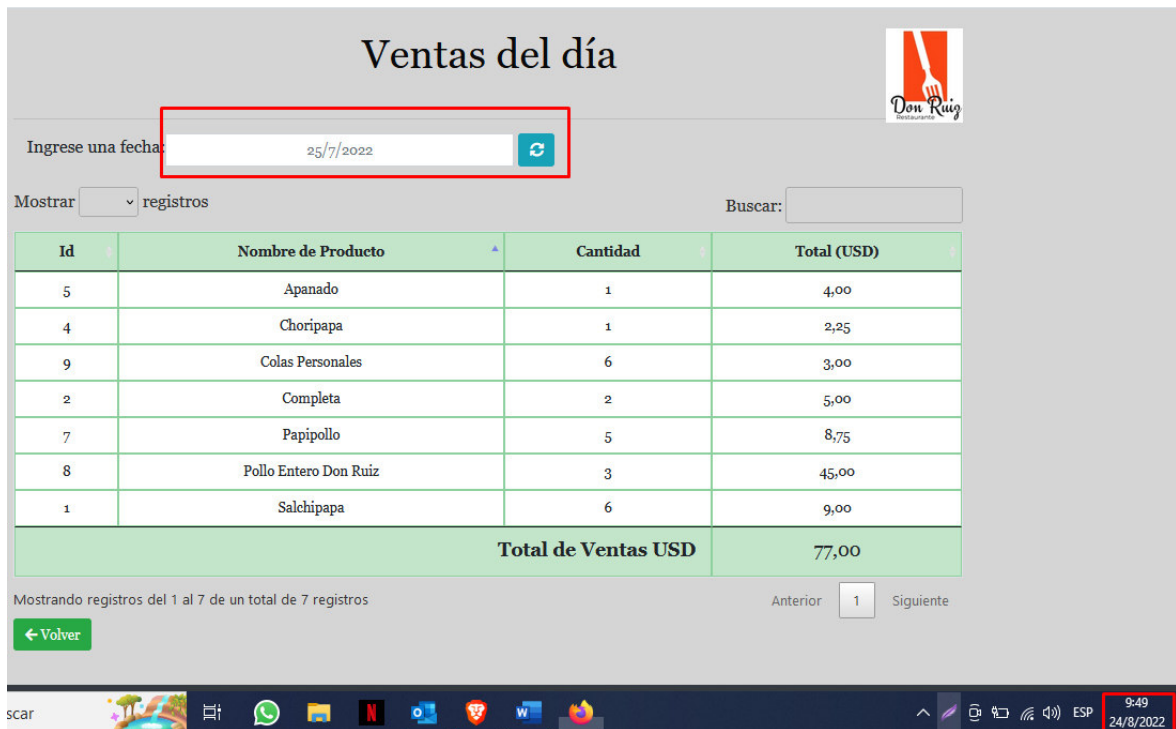 Ventas del día
Don Ruiz
Restaurante
Ingrese una fecha: 25/7/2022
Mostrar registros Buscar:
Id Nombre de Producto Cantidad Total (USD)
5 Apanado 1 4,00
4 Choripapa 1 2,25
9 Colas Personales 6 3,00
2 Completa 2 5,00
7 Papipollo 5 8,75
8 Pollo Entero Don Ruiz 3 45,00
1 Salchipapa 6 9,00
Total de Ventas USD 77,00
Mostrando registros del 1 al 7 de un total de 7 registros Anterior 1 Siguiente
Volver
scar ESP 9:49
24/8/2022